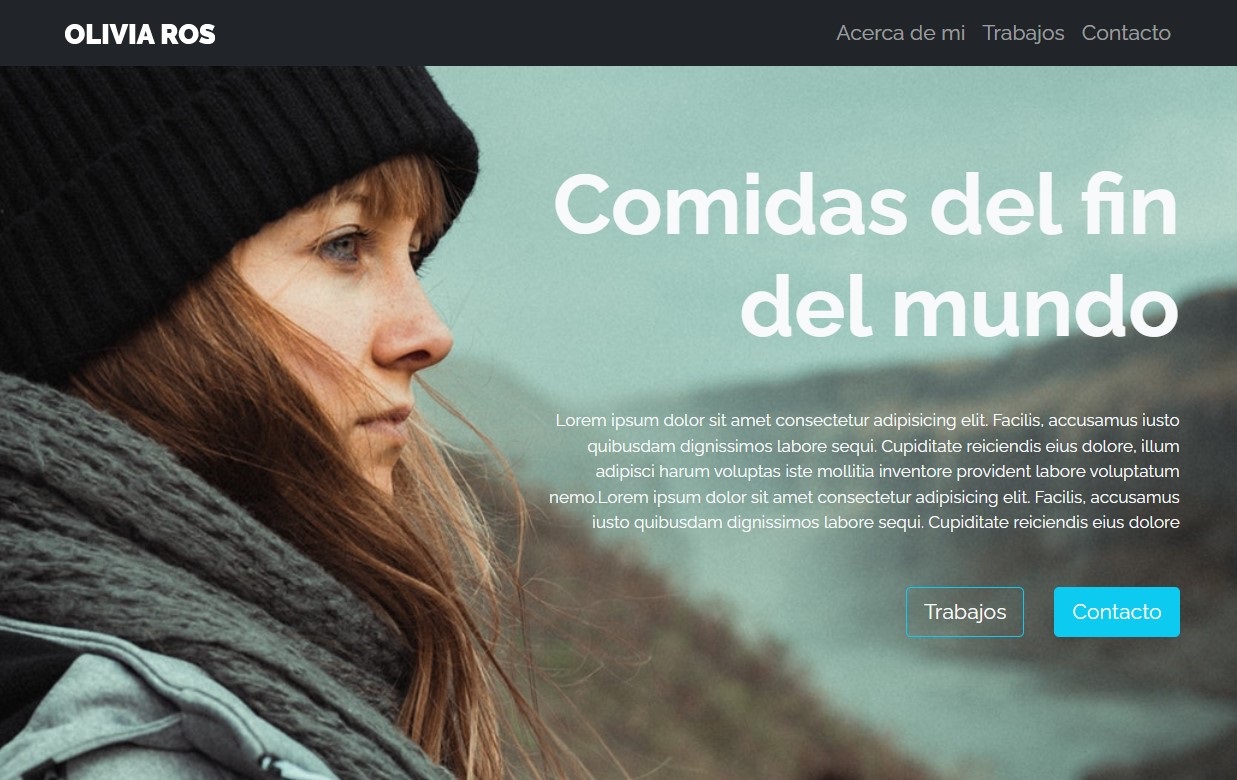 OLIVIA ROS
Acerca de mi Trabajos Contacto
Comidas del fin
del mundo
Lorem ipsum dolor sit amet consectetur adipisicing elit. Facilis, accusamus iusto
quibusdam dignissimos labore sequi. Cupiditate reiciendis eius dolore, illum
adipisci harum voluptas iste mollitia inventore provident labore voluptatum
nemo.Lorem ipsum dolor sit amet consectetur adipisicing elit. Facilis, accusamus
iusto quibusdam dignissimos labore sequi. Cupiditate reiciendis eius dolore
Trabajos Contacto